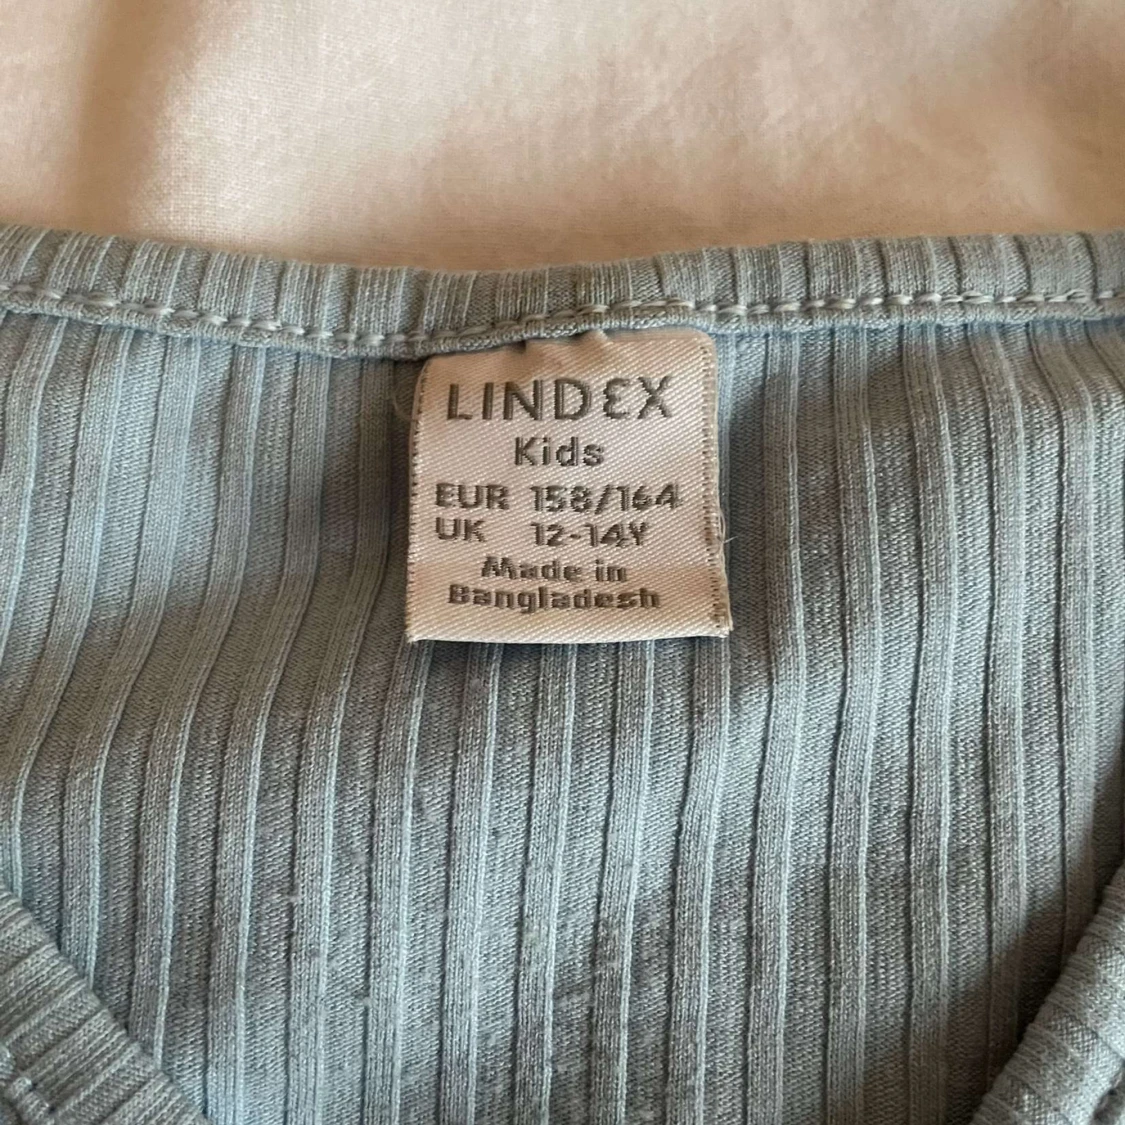 LINDEX
Kids
EUR 158/164
UK 12-14Y
Made in
Bangladesh